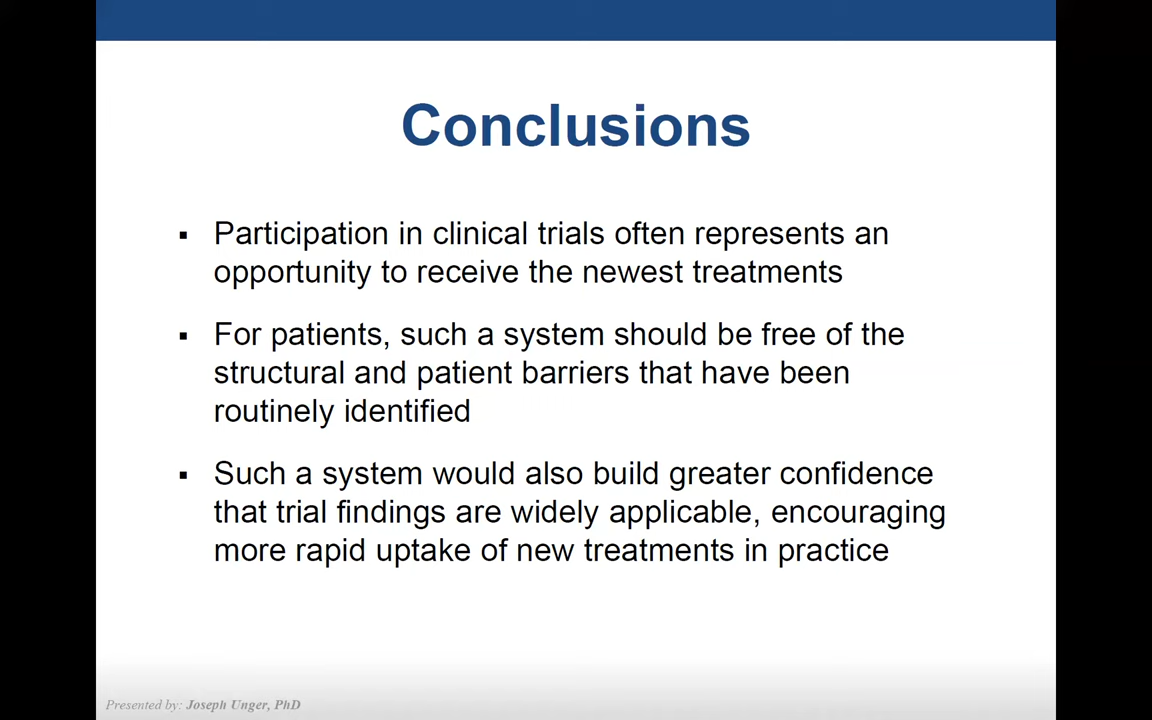 Conclusions
▪ Participation in clinical trials often represents an
opportunity to receive the newest treatments
▪ For patients, such a system should be free of the
structural and patient barriers that have been
routinely identified
▪ Such a system would also build greater confidence
that trial findings are widely applicable, encouraging
more rapid uptake of new treatments in practice
Presented by: Joseph Unger, PhD